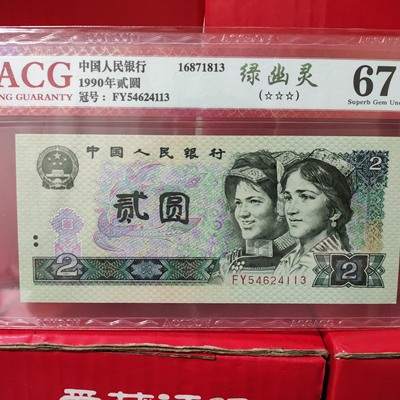 ACG
NG GUARANTY
中国人民银行
1990年贰圆
冠号：FY54624113
16871813
绿幽灵
(☆☆☆)
67
Superb Gem Unc
中国人民银行
2
贰圆
2
2
FY54624113